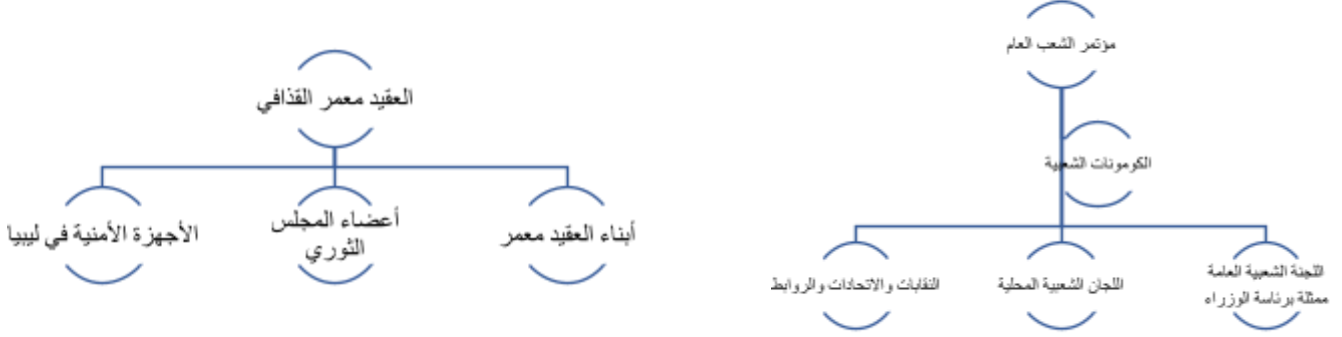 مؤتمر الشعب العام
الكومونات الشعبية
اللجنة الشعبية العامة
ممثلة برئاسة الوزراء
اللجان الشعبية المحلية
النقابات والاتحادات والروابط
العقيد معمر القذافي
أبناء العقيد معمر
أعضاء المجلس
الثوري
الأجهزة الأمنية في ليبيا